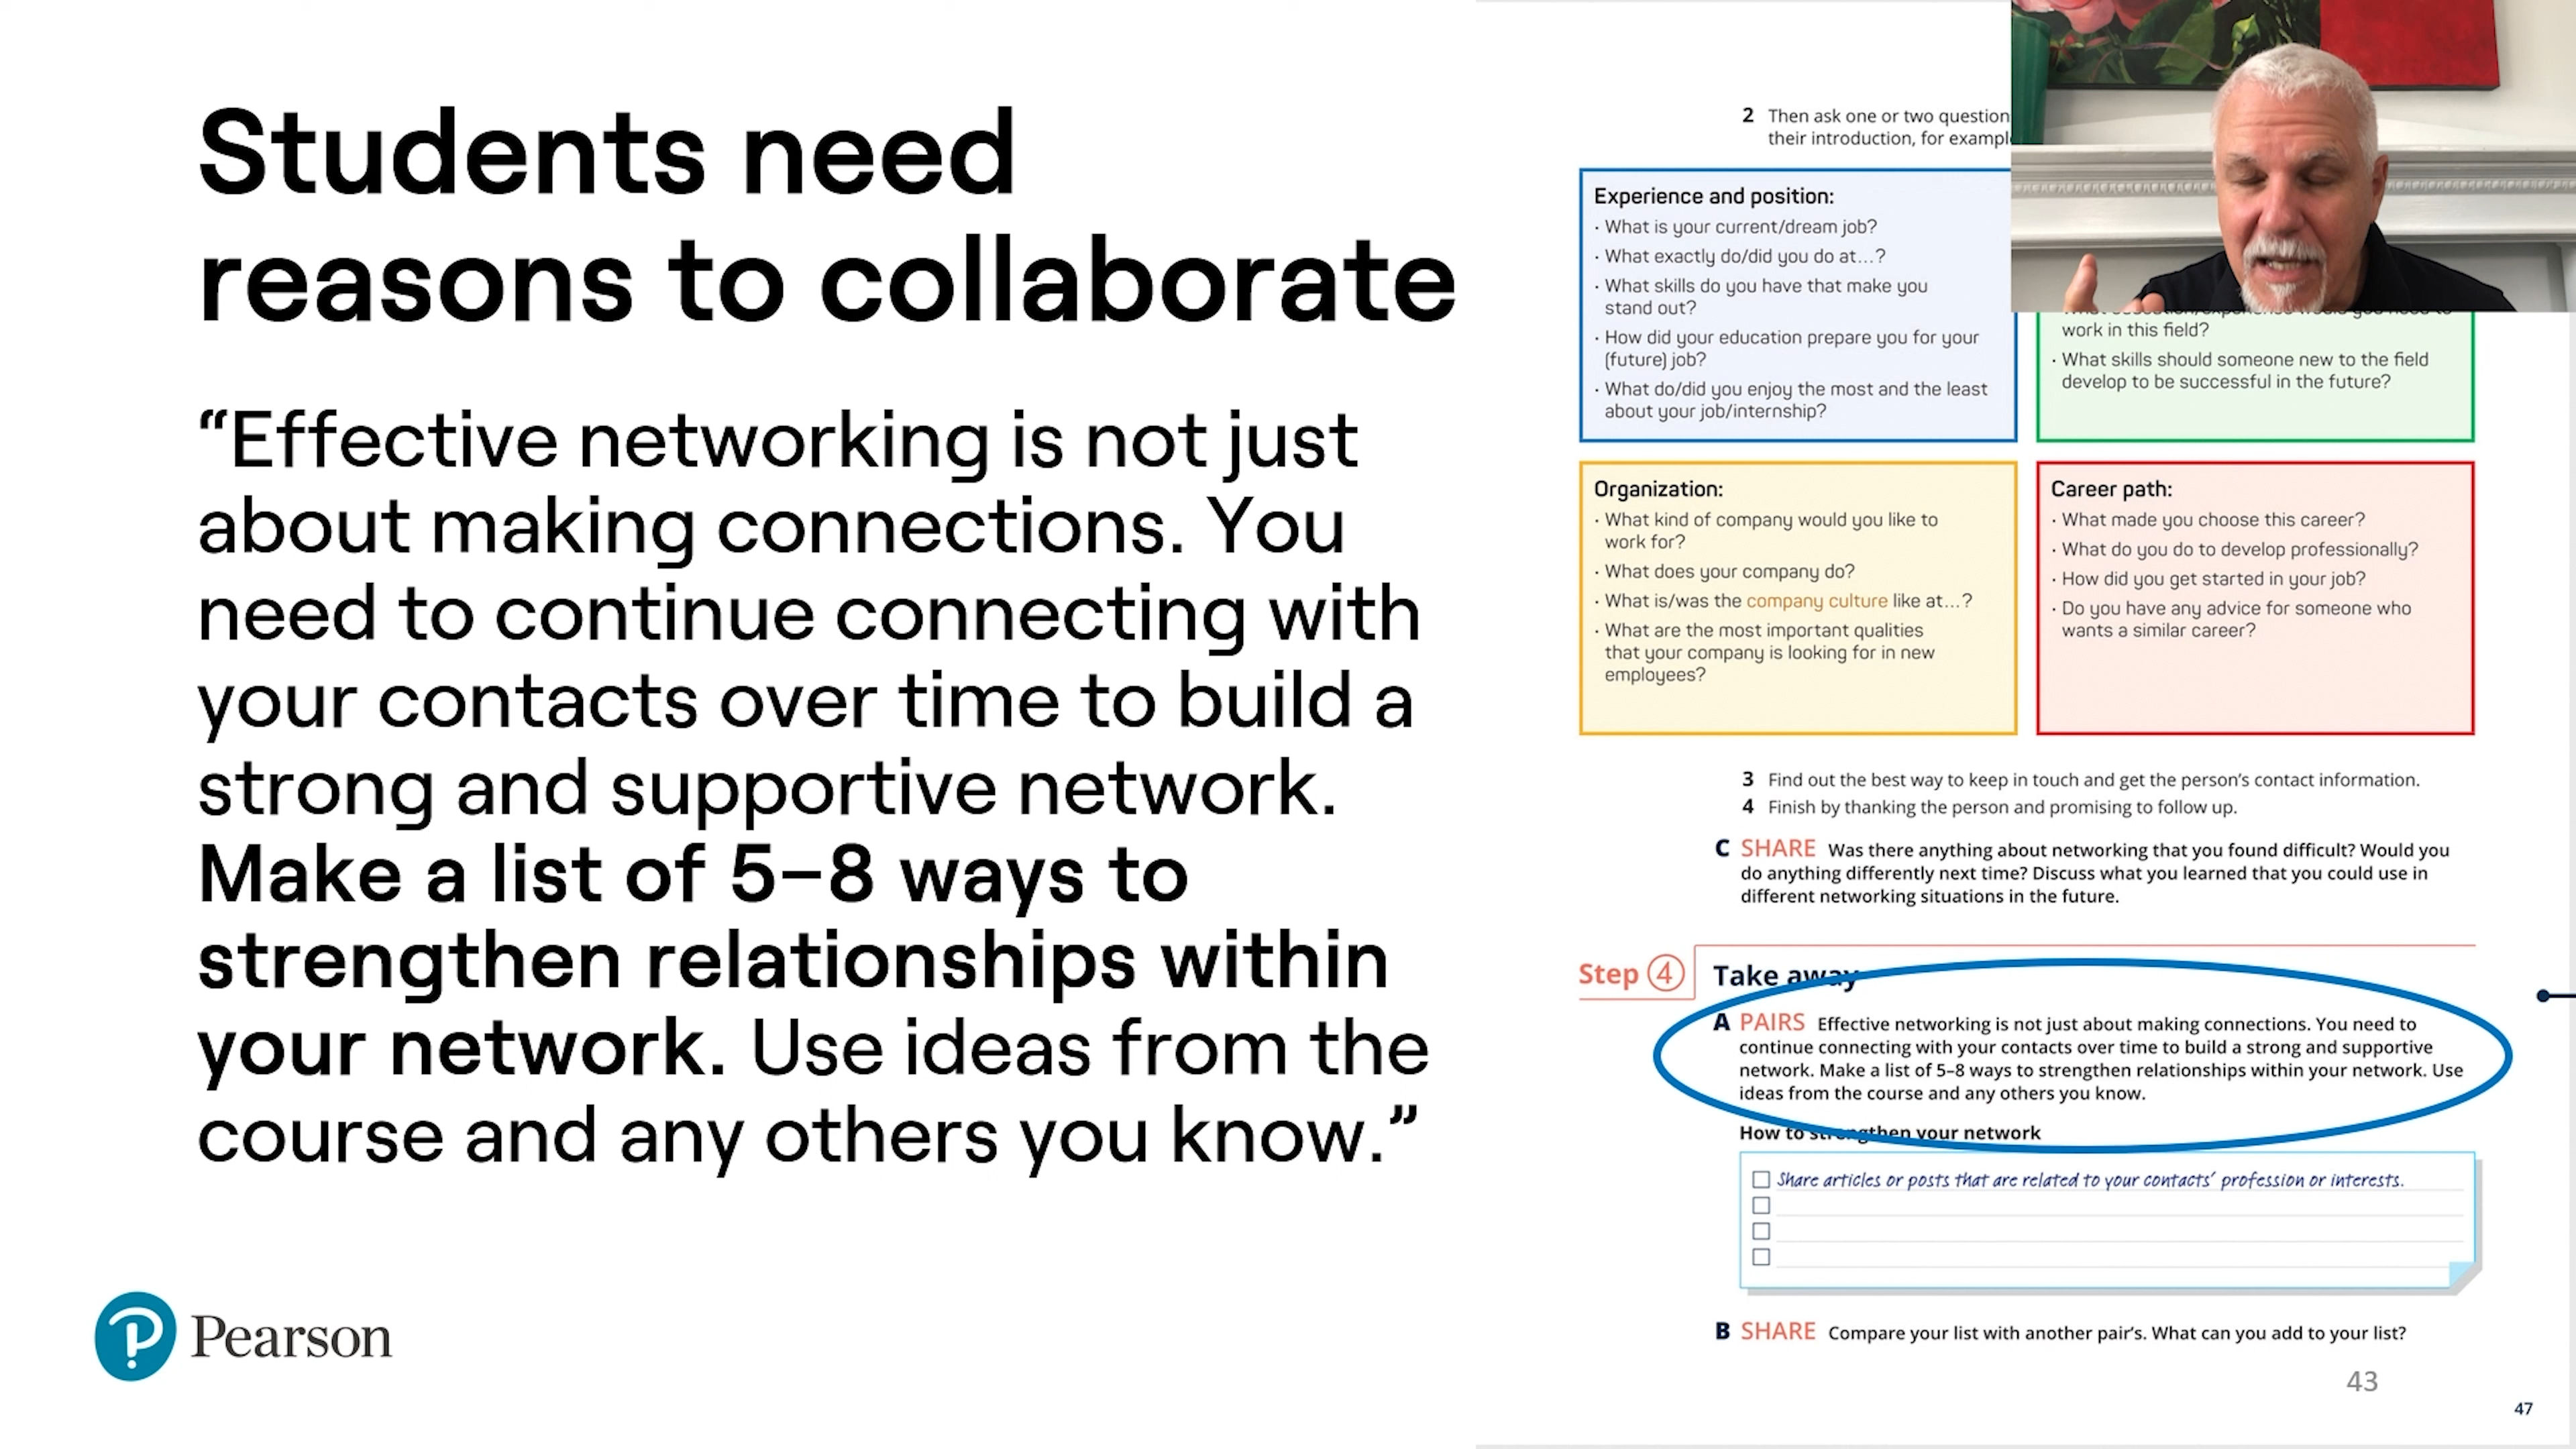 Students need
reasons to collaborate
“Effective networking is not just
about making connections. You
need to continue connecting with
your contacts over time to build a
strong and supportive network.
Make a list of 5–8 ways to
strengthen relationships within
your network. Use ideas from the
course and any others you know.”
Pearson
2 Then ask one or two question
their introduction, for exampl
Experience and position:
· What is your current/dream job?
· What exactly do/did you do at...?
· What skills do you have that make you
stand out?
· How did your education prepare you for your
(future) job?
· What do/did you enjoy the most and the least
about your job/internship?
work in this field?
· What skills should someone new to the field
develop to be successful in the future?
Organization:
· What kind of company would you like to
work for?
· What does your company do?
· What is/was the company culture like at...?
· What are the most important qualities
that your company is looking for in new
employees?
Career path:
· What made you choose this career?
· What do you do to develop professionally?
· How did you get started in your job?
· Do you have any advice for someone who
wants a similar career?
3 Find out the best way to keep in touch and get the person’s contact information.
4 Finish by thanking the person and promising to follow up.
C SHARE Was there anything about networking that you found difficult? Would you
do anything differently next time? Discuss what you learned that you could use in
different networking situations in the future.
Step 4 Take away
A PAIRS Effective networking is not just about making connections. You need to
continue connecting with your contacts over time to build a strong and supportive
network. Make a list of 5–8 ways to strengthen relationships within your network. Use
ideas from the course and any others you know.
How to strengthen your network
Share articles or posts that are related to your contacts’ profession or interests.
B SHARE Compare your list with another pair’s. What can you add to your list?
43
47